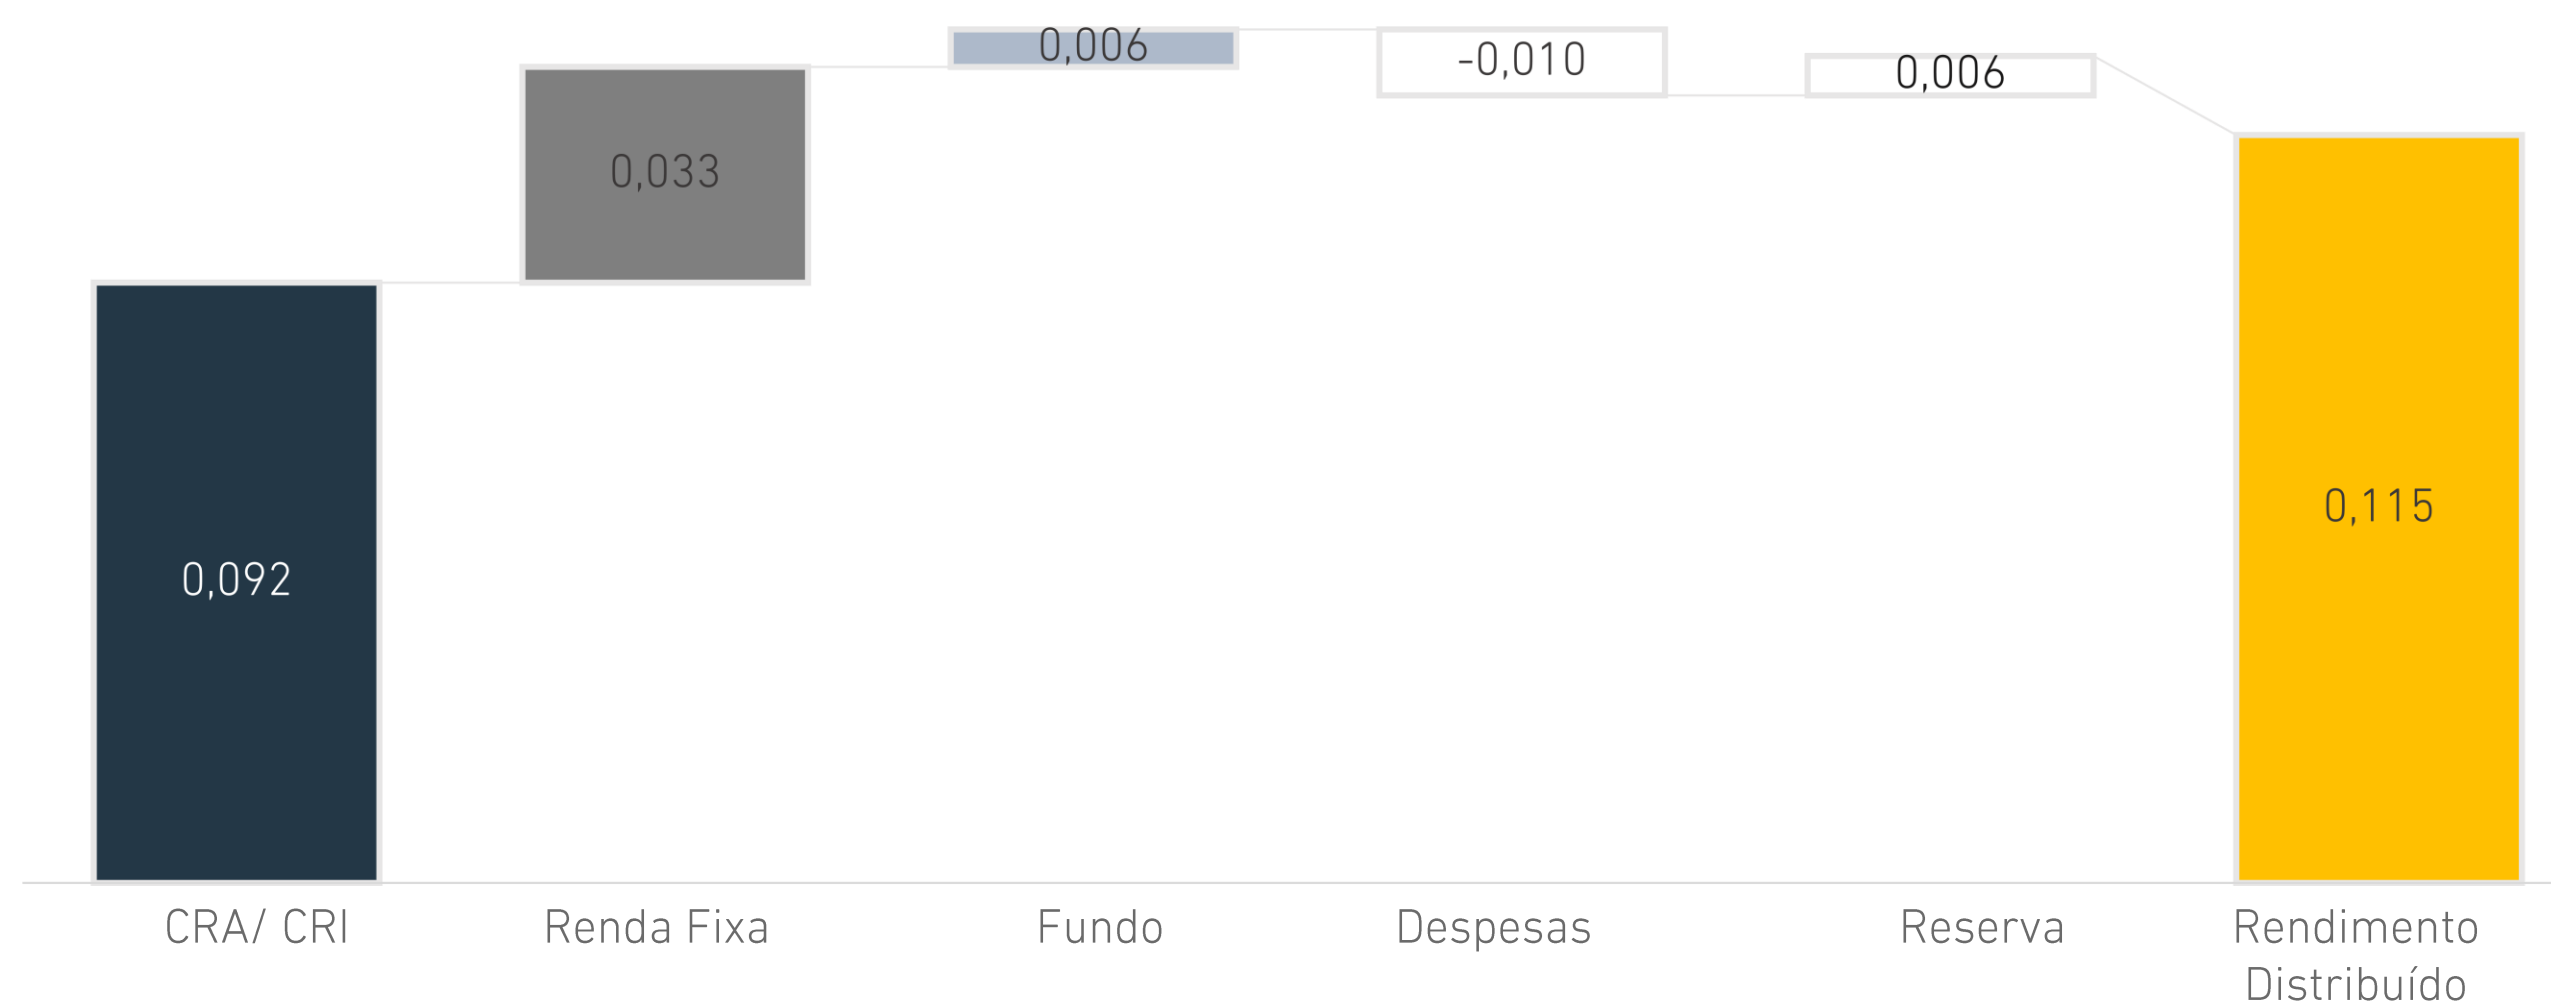 0,006
-0,010
0,006
0,033
0,115
0,092
CRA/ CRI
Renda Fixa
Fundo
Despesas
Reserva
Rendimento
Distribuído